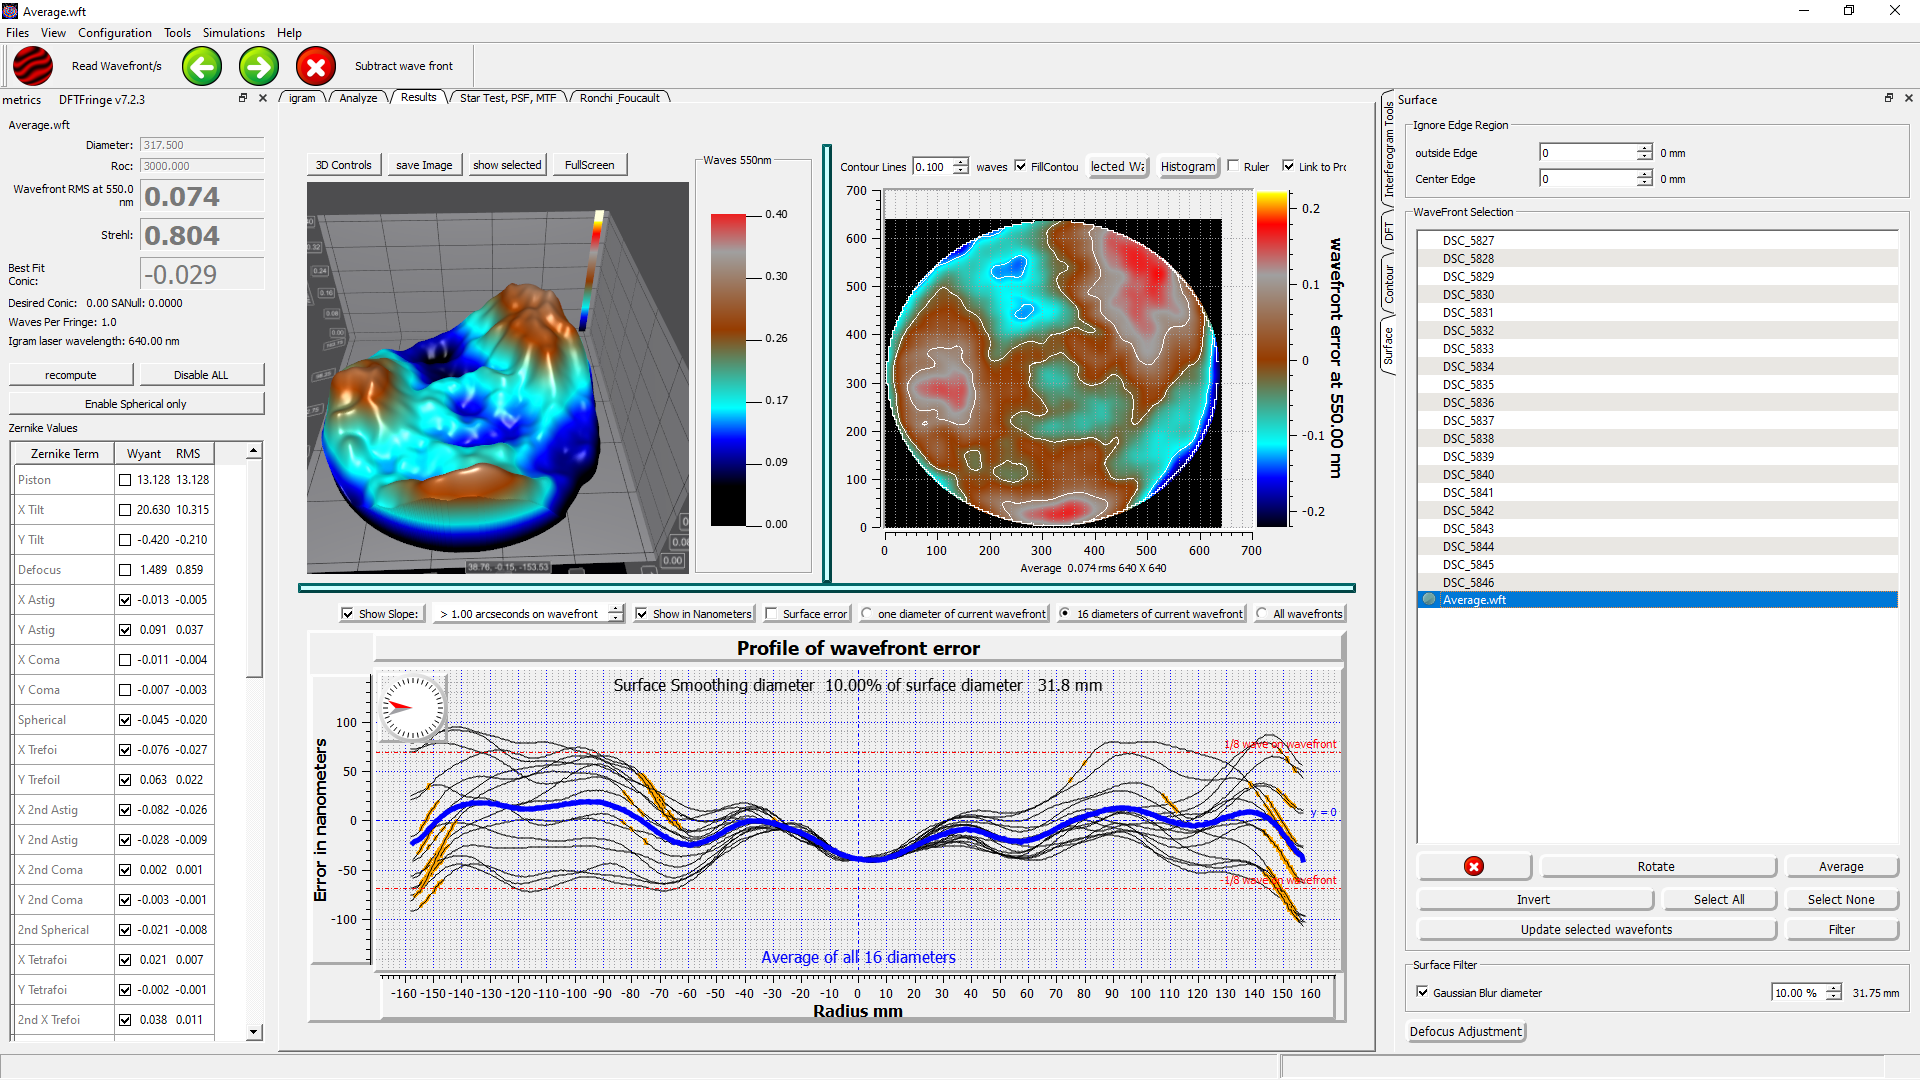 Average.wft
Files View Configuration Tools Simulations Help
Read Wavefront/s Subtract wave front
metrics DFTFringe v7.2.3
Average.wft
Diameter: 317.500
Roc: 3000.000
Wavefront RMS at 550.0 nm 0.074
Strehl: 0.804
Best Fit Conic: -0.029
Desired Conic: 0.00 SANull: 0.0000
Waves Per Fringe: 1.0
Igram laser wavelength: 640.00 nm
recompute Disable ALL
Enable Spherical only
Zernike Values
Zernike Term Wyant RMS
Piston 13.128 13.128
X Tilt 20.630 10.315
Y Tilt -0.420 -0.210
Defocus 1.489 0.859
X Astig -0.013 -0.005
Y Astig 0.091 0.037
X Coma -0.011 -0.004
Y Coma -0.007 -0.003
Spherical -0.045 -0.020
X Trefoi -0.076 -0.027
Y Trefoil 0.063 0.022
X 2nd Astig -0.082 -0.026
Y 2nd Astig -0.028 -0.009
X 2nd Coma 0.002 0.001
Y 2nd Coma -0.003 -0.001
2nd Spherical -0.021 -0.008
X Tetrafoi 0.021 0.007
Y Tetrafoi -0.002 -0.001
2nd X Trefoi 0.038 0.011
igram Analyze Results Star Test, PSF, MTF Ronchi _Foucault
3D Controls save Image show selected FullScreen
Waves 550nm
0.40
0.30
0.26
0.17
0.09
0.00
38.76, -0.15, -153.53
0.00
Contour Lines 0.100 waves FillContou lected Wa Histogram Ruler Link to Pro
700
600
500
400
300
200
100
0
0 100 200 300 400 500 600 700
Average 0.074 rms 640 X 640
0.2
0.1
0
-0.1
-0.2
wavefront error at 550.00 nm
Show Slope: > 1.00 arcseconds on wavefront Show in Nanometers Surface error one diameter of current wavefront 16 diameters of current wavefront All wavefronts
Profile of wavefront error
Surface Smoothing diameter 10.00% of surface diameter 31.8 mm
Error in nanometers
100
50
0
-50
-100
1/8 wave on wavefront
y = 0
-1/8 wave on wavefront
Average of all 16 diameters
-160 -150 -140 -130 -120 -110 -100 -90 -80 -70 -60 -50 -40 -30 -20 -10 0 10 20 30 40 50 60 70 80 90 100 110 120 130 140 150 160
Radius mm
Interferogram Tools
DFT
Contour
Surface
Surface
Ignore Edge Region
outside Edge 0 0 mm
Center Edge 0 0 mm
WaveFront Selection
DSC_5827
DSC_5828
DSC_5829
DSC_5830
DSC_5831
DSC_5832
DSC_5833
DSC_5834
DSC_5835
DSC_5836
DSC_5837
DSC_5838
DSC_5839
DSC_5840
DSC_5841
DSC_5842
DSC_5843
DSC_5844
DSC_5845
DSC_5846
Average.wft
Rotate Average
Invert Select All Select None
Update selected wavefonts Filter
Surface Filter
Gaussian Blur diameter 10.00 % 31.75 mm
Defocus Adjustment